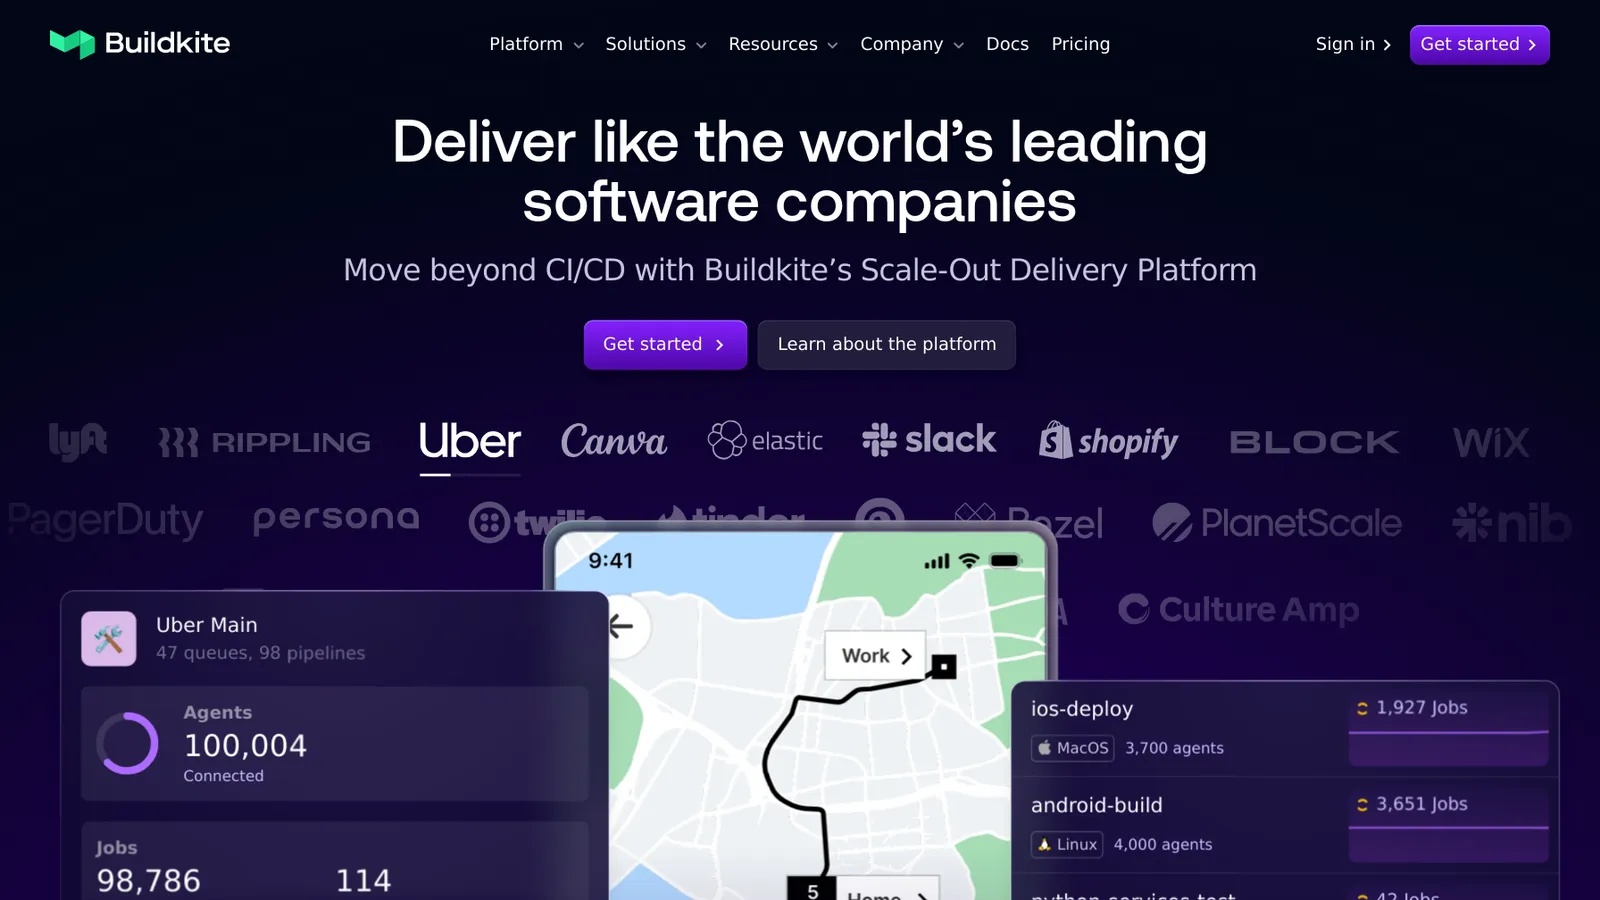 Buildkite
Platform
Solutions
Resources
Company
Docs
Pricing
Sign in
Get started
Deliver like the world’s leading
software companies
Move beyond CI/CD with Buildkite’s Scale-Out Delivery Platform
Get started
Learn about the platform
lyft
RIPPLING
Uber
Canva
elastic
slack
shopify
BLOCK
WiX
PagerDuty
persona
twilio
tinder
Bazel
PlanetScale
nib
Culture Amp
9:41
Work
5
Home
Uber Main
47 queues, 98 pipelines
Agents
100,004
Connected
Jobs
98,786
114
ios-deploy
1,927 Jobs
MacOS
3,700 agents
android-build
3,651 Jobs
Linux
4,000 agents
python-services-test
42 Jobs